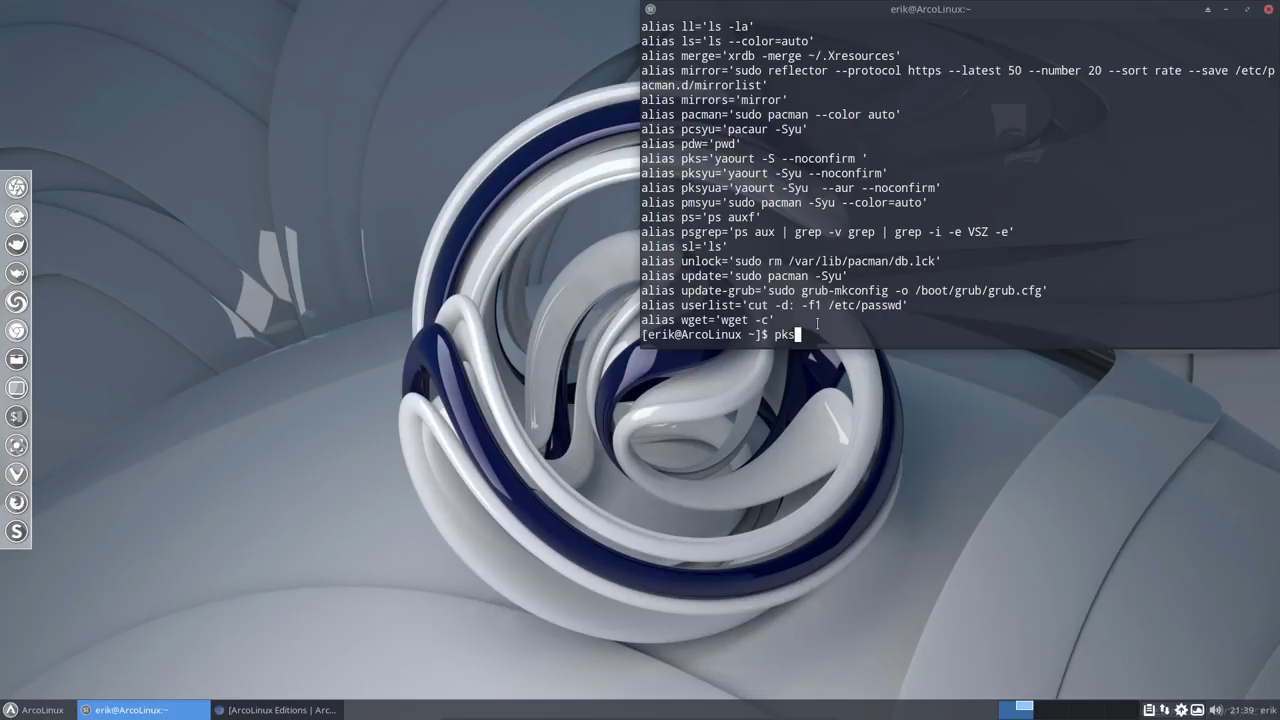 erik@ArcoLinux:~
alias ll='ls -la'
alias ls='ls --color=auto'
alias merge='xrdb -merge ~/.Xresources'
alias mirror='sudo reflector --protocol https --latest 50 --number 20 --sort rate --save /etc/p
acman.d/mirrorlist'
alias mirrors='mirror'
alias pacman='sudo pacman --color auto'
alias pcsyu='pacaur -Syu'
alias pdw='pwd'
alias pks='yaourt -S --noconfirm '
alias pksyu='yaourt -Syu --noconfirm'
alias pksyua='yaourt -Syu  --aur --noconfirm'
alias pmsyu='sudo pacman -Syu --color=auto'
alias ps='ps auxf'
alias psgrep='ps aux | grep -v grep | grep -i -e VSZ -e'
alias sl='ls'
alias unlock='sudo rm /var/lib/pacman/db.lck'
alias update='sudo pacman -Syu'
alias update-grub='sudo grub-mkconfig -o /boot/grub/grub.cfg'
alias userlist='cut -d: -f1 /etc/passwd'
alias wget='wget -c'
[erik@ArcoLinux ~]$ pks
ArcoLinux
erik@ArcoLinux:~
[ArcoLinux Editions | Arc...
21:39
erik